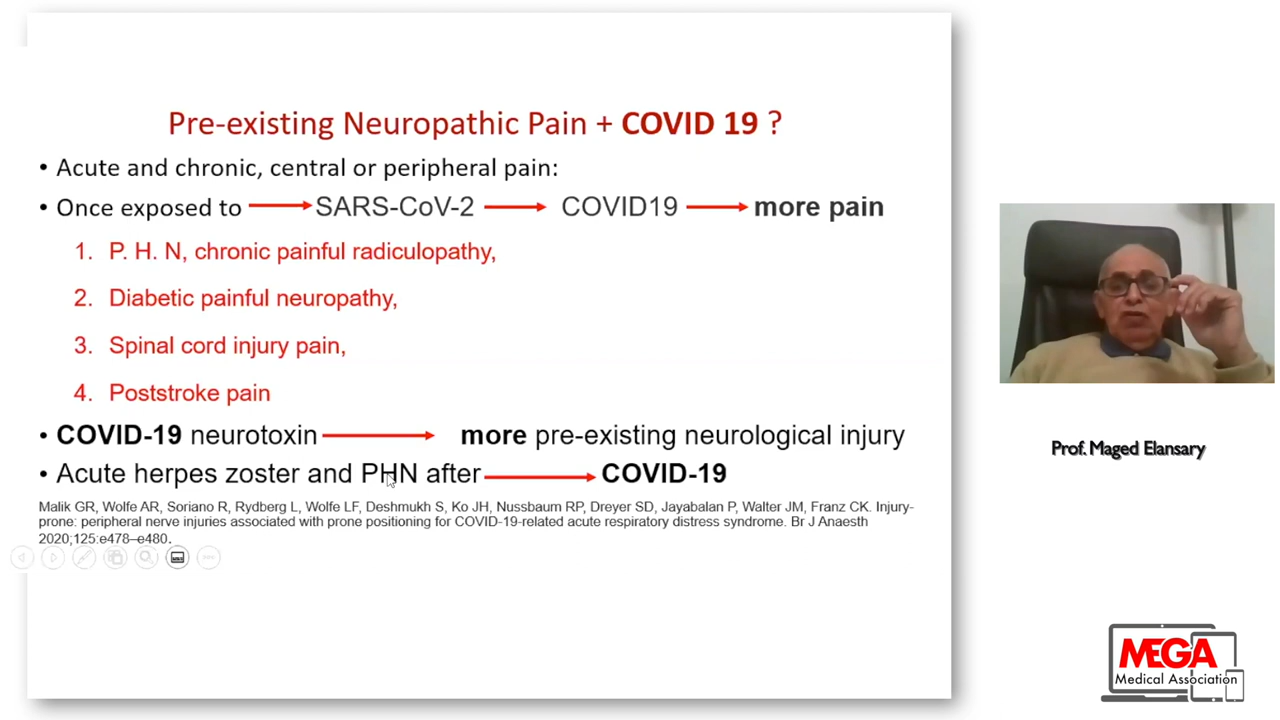 Pre-existing Neuropathic Pain + COVID 19 ?
• Acute and chronic, central or peripheral pain:
• Once exposed to SARS-CoV-2 COVID19 more pain
1. P. H. N, chronic painful radiculopathy,
2. Diabetic painful neuropathy,
3. Spinal cord injury pain,
4. Poststroke pain
• COVID-19 neurotoxin more pre-existing neurological injury
• Acute herpes zoster and PHN after COVID-19
Malik GR, Wolfe AR, Soriano R, Rydberg L, Wolfe LF, Deshmukh S, Ko JH, Nussbaum RP, Dreyer SD, Jayabalan P, Walter JM, Franz CK. Injury-
prone: peripheral nerve injuries associated with prone positioning for COVID-19-related acute respiratory distress syndrome. Br J Anaesth
2020;125:e478–e480.
Prof. Maged Elansary
MEGA
Medical Association